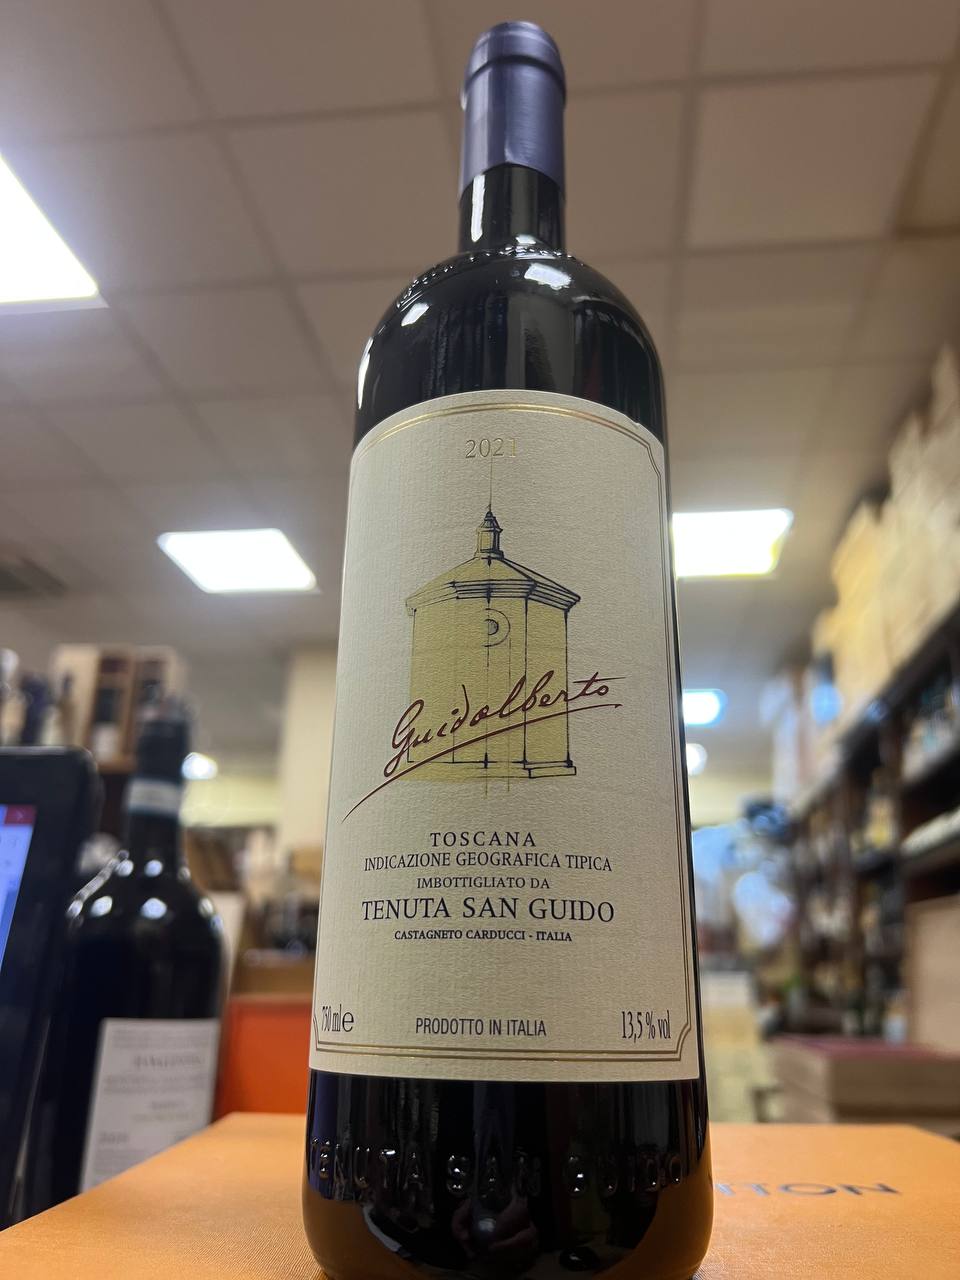 2021
Guidalberto
TOSCANA
INDICAZIONE GEOGRAFICA TIPICA
IMBOTTIGLIATO DA
TENUTA SAN GUIDO
CASTAGNETO CARDUCCI - ITALIA
750 ml e
PRODOTTO IN ITALIA
13,5 % vol
TENUTA SAN GUIDO